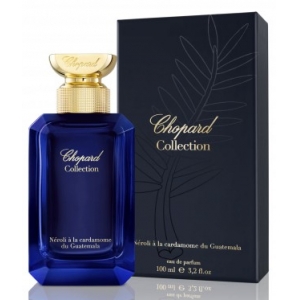 Chopard
Collection
Néroli à la cardamome
du Guatemala
Chopard
Collection
Néroli à la cardamome du Guatemala
eau de parfum
100 ml e 3,2 fl.oz